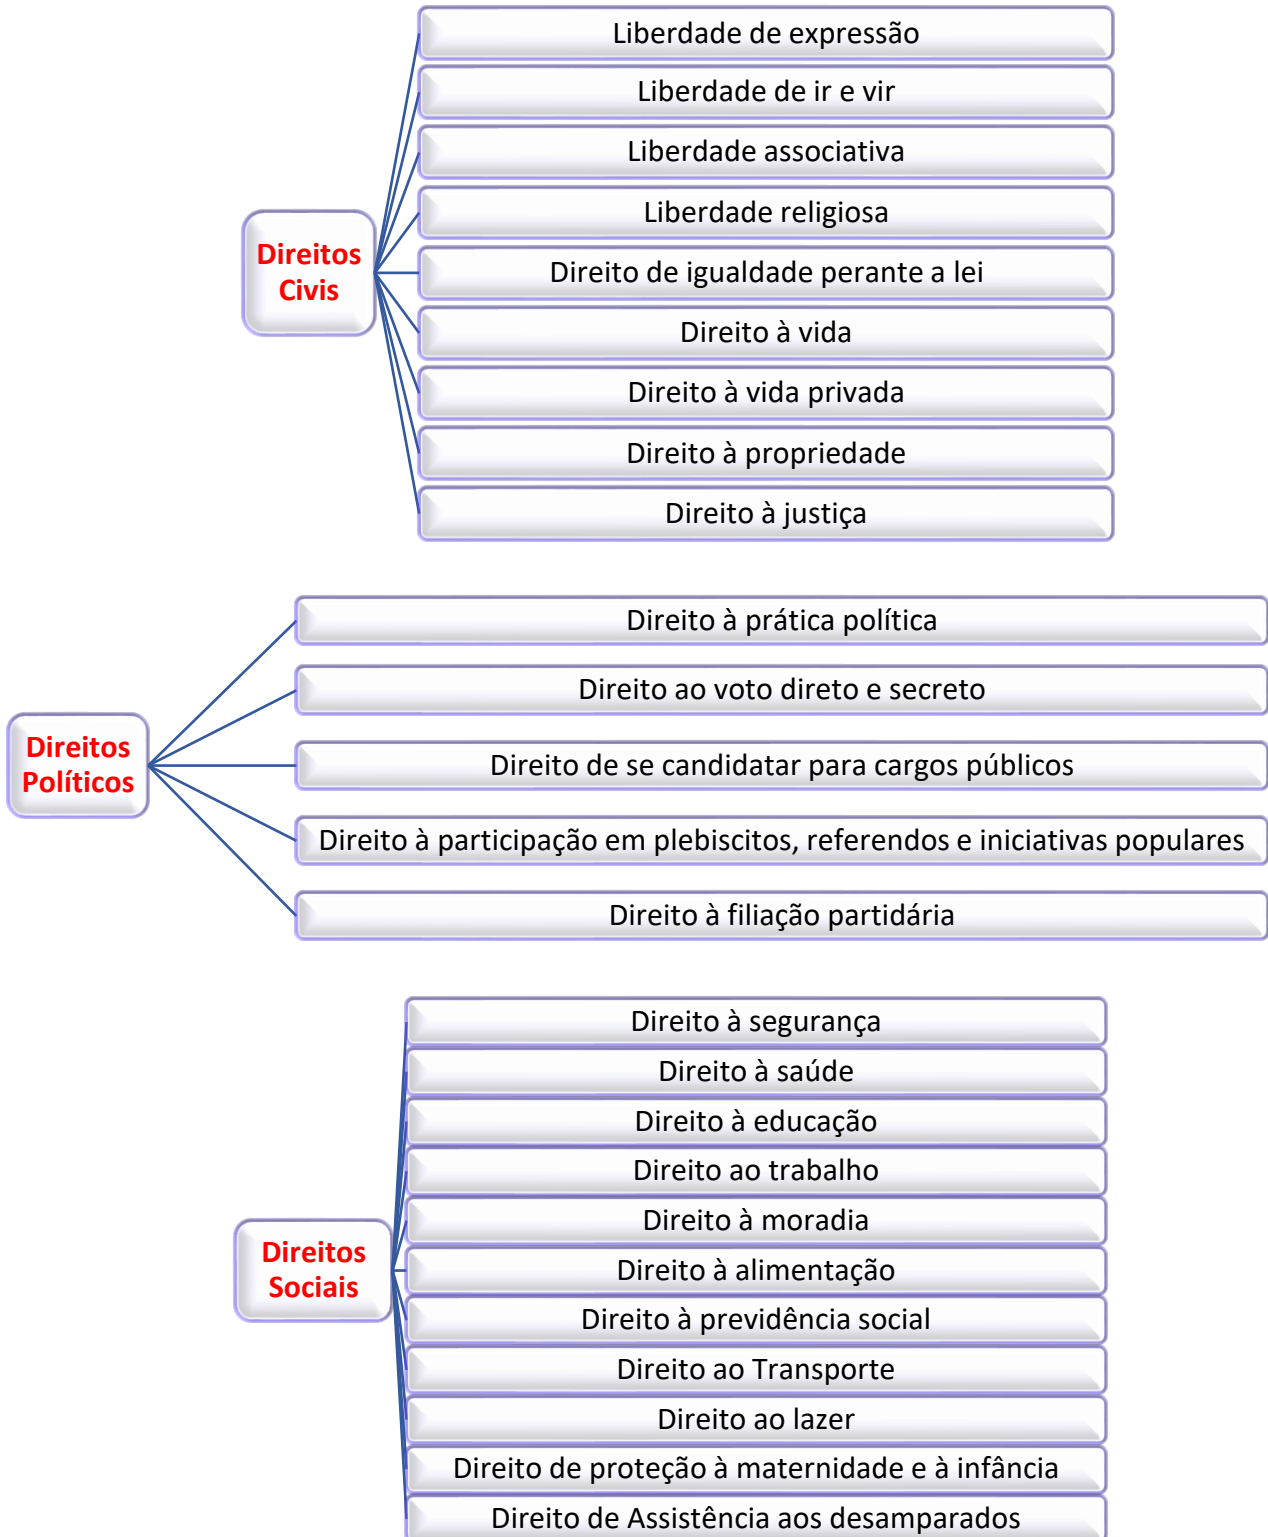 Liberdade de expressão
Liberdade de ir e vir
Liberdade associativa
Liberdade religiosa
Direitos
Civis
Direito de igualdade perante a lei
Direito à vida
Direito à vida privada
Direito à propriedade
Direito à justiça
Direito à prática política
Direito ao voto direto e secreto
Direitos
Políticos
Direito de se candidatar para cargos públicos
Direito à participação em plebiscitos, referendos e iniciativas populares
Direito à filiação partidária
Direito à segurança
Direito à saúde
Direito à educação
Direito ao trabalho
Direito à moradia
Direitos
Sociais
Direito à alimentação
Direito à previdência social
Direito ao Transporte
Direito ao lazer
Direito de proteção à maternidade e à infância
Direito de Assistência aos desamparados